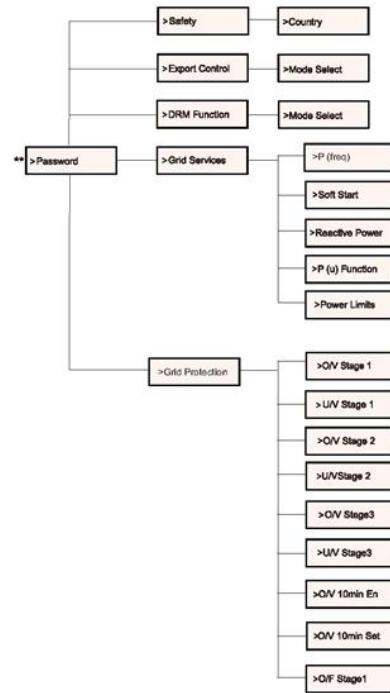 >Safety
>Country
>Export Control
>Mode Select
>DRM Function
>Mode Select
** >Password
>Grid Services
>P (freq)
>Soft Start
>Reactive Power
>P (u) Function
>Power Limits
>Grid Protection
>O/V Stage 1
>U/V Stage 1
>O/V Stage 2
>U/VStage 2
>O/V Stage3
>U/V Stage3
>O/V 10min En
>O/V 10min Set
>O/F Stage1